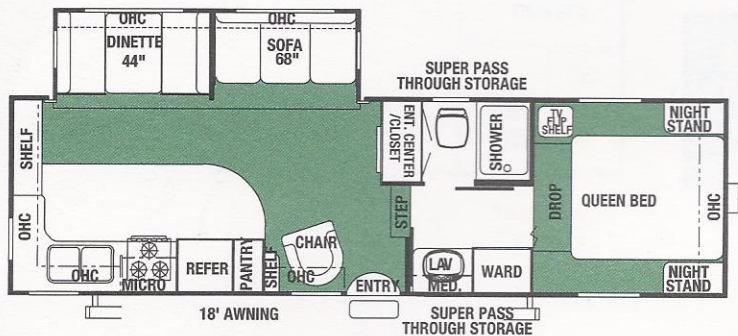 OHC
OHC
DINETTE
44"
SOFA
68"
SUPER PASS
THROUGH STORAGE
SHELF
ENT. CENTER
/CLOSET
SHOWER
TV
FLIP
SHELF
NIGHT
STAND
STEP
DROP
QUEEN BED
OHC
OHC
OHC
MICRO
REFER
PANTRY
SHELF
CHAIR
OHC
ENTRY
LAV
MED.
WARD
NIGHT
STAND
18' AWNING
SUPER PASS
THROUGH STORAGE